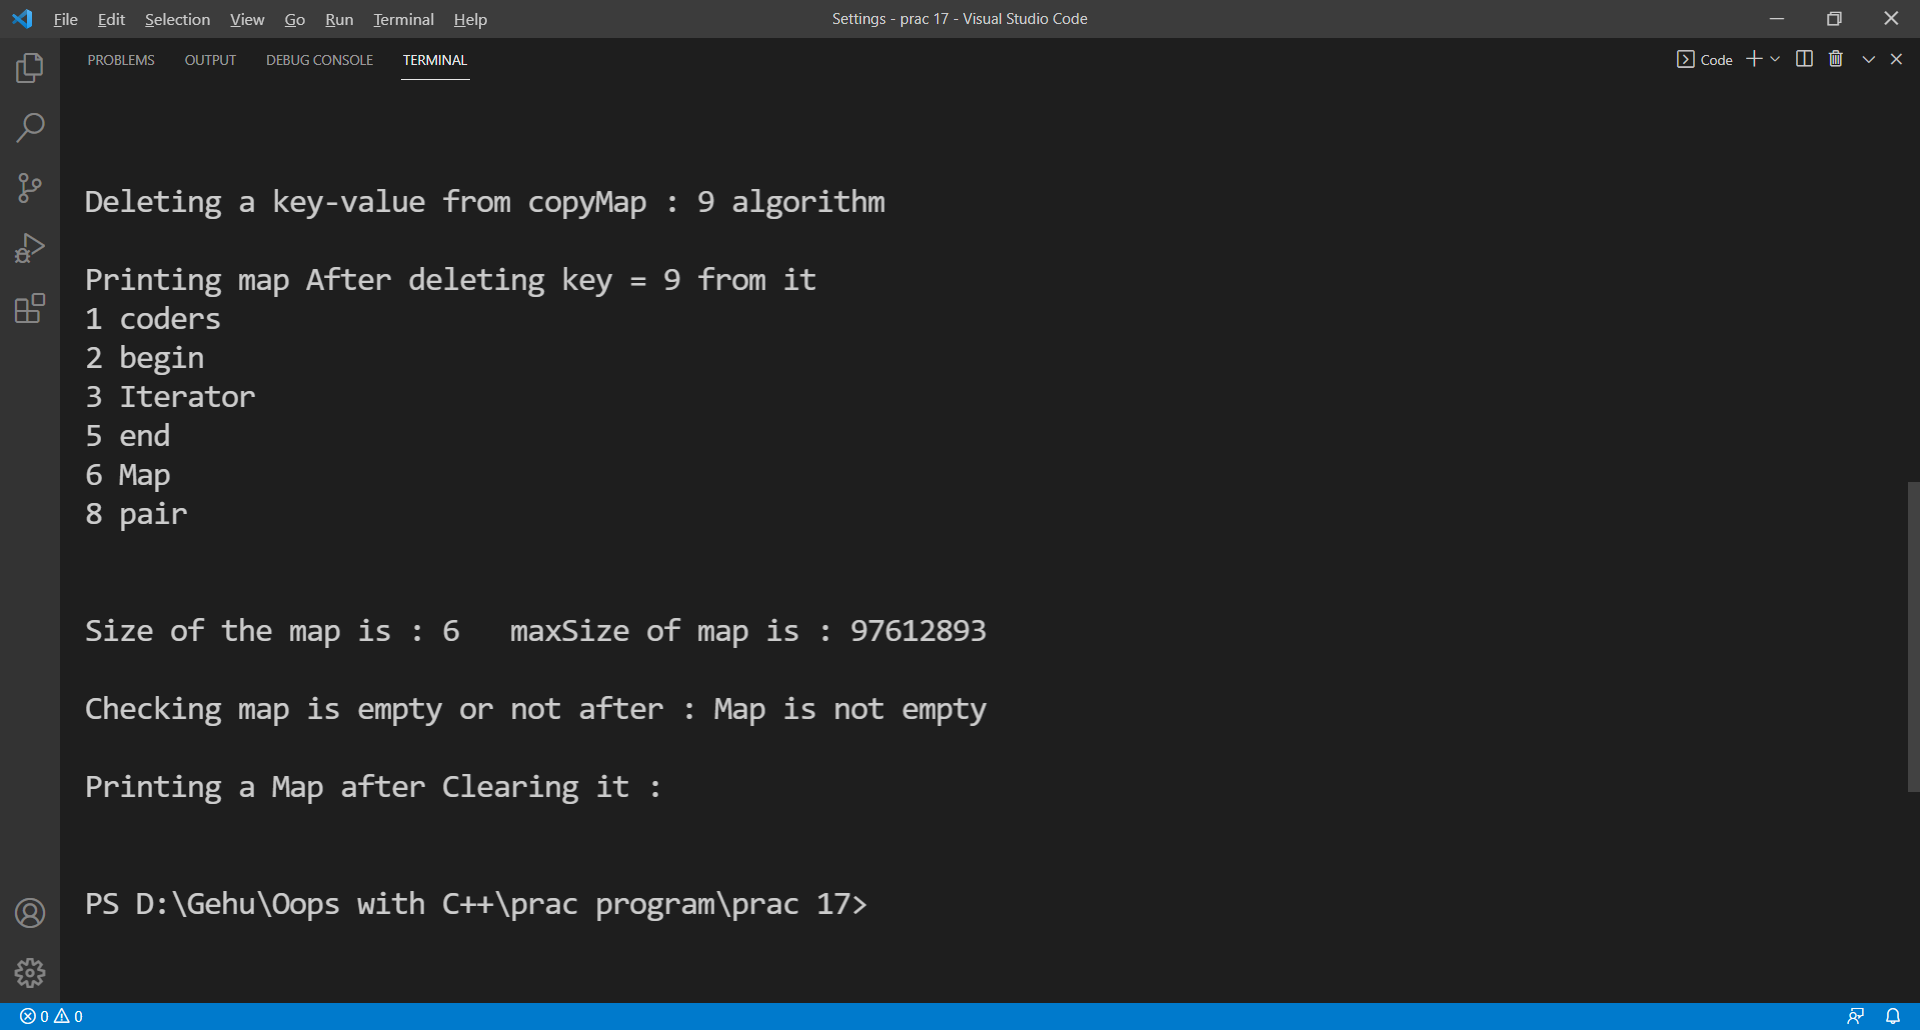 File Edit Selection View Go Run Terminal Help
Settings - prac 17 - Visual Studio Code
PROBLEMS OUTPUT DEBUG CONSOLE TERMINAL
Code
Deleting a key-value from copyMap : 9 algorithm
Printing map After deleting key = 9 from it
1 coders
2 begin
3 Iterator
5 end
6 Map
8 pair
Size of the map is : 6   maxSize of map is : 97612893
Checking map is empty or not after : Map is not empty
Printing a Map after Clearing it :
PS D:\Gehu\Oops with C++\prac program\prac 17>
0 0